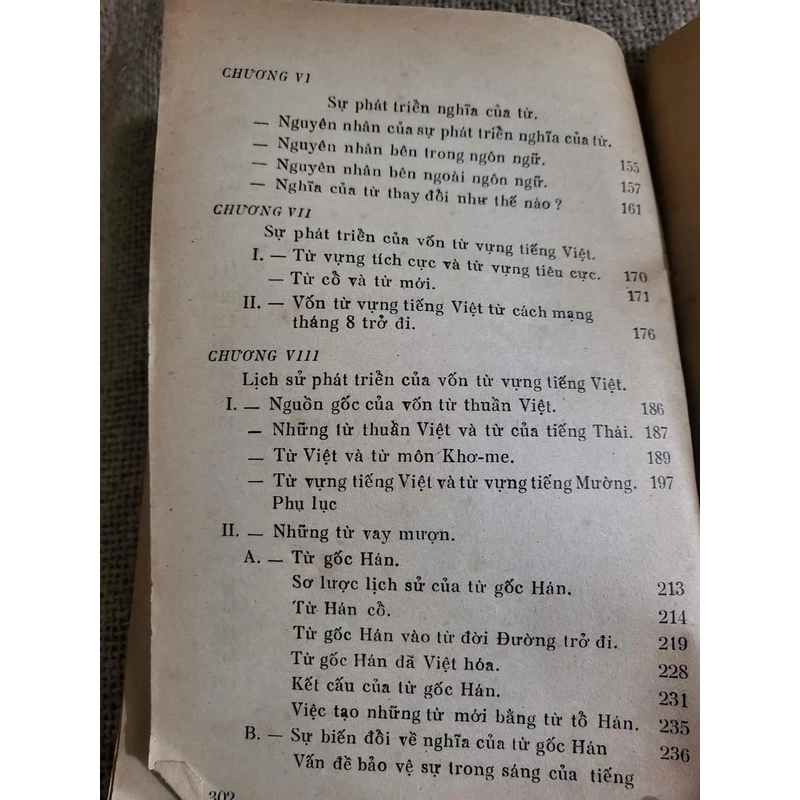 CHƯƠNG VI
Sự phát triển nghĩa của từ.
— Nguyên nhân của sự phát triển nghĩa của từ.
— Nguyên nhân bên trong ngôn ngữ. 155
— Nguyên nhân bên ngoài ngôn ngữ. 157
— Nghĩa của từ thay đổi như thế nào ? 161
CHƯƠNG VII
Sự phát triển của vốn từ vựng tiếng Việt.
I. — Từ vựng tích cực và từ vựng tiêu cực. 170
— Từ cổ và từ mới. 171
II. — Vốn từ vựng tiếng Việt từ cách mạng
tháng 8 trở đi. 176
CHƯƠNG VIII
Lịch sử phát triển của vốn từ vựng tiếng Việt.
I. — Nguồn gốc của vốn từ thuần Việt. 186
— Những từ thuần Việt và từ của tiếng Thái. 187
— Từ Việt và từ môn Khơ-me. 189
— Từ vựng tiếng Việt và từ vựng tiếng Mường. 197
Phụ lục
II. — Những từ vay mượn.
A. — Từ gốc Hán.
Sơ lược lịch sử của từ gốc Hán. 213
Từ Hán cổ. 214
Từ gốc Hán vào từ đời Đường trở đi. 219
Từ gốc Hán đã Việt hóa. 228
Kết cấu của từ gốc Hán. 231
Việc tạo những từ mới bằng từ tố Hán. 235
B. — Sự biến đổi về nghĩa của từ gốc Hán 236
Vấn đề bảo vệ sự trong sáng của tiếng
302